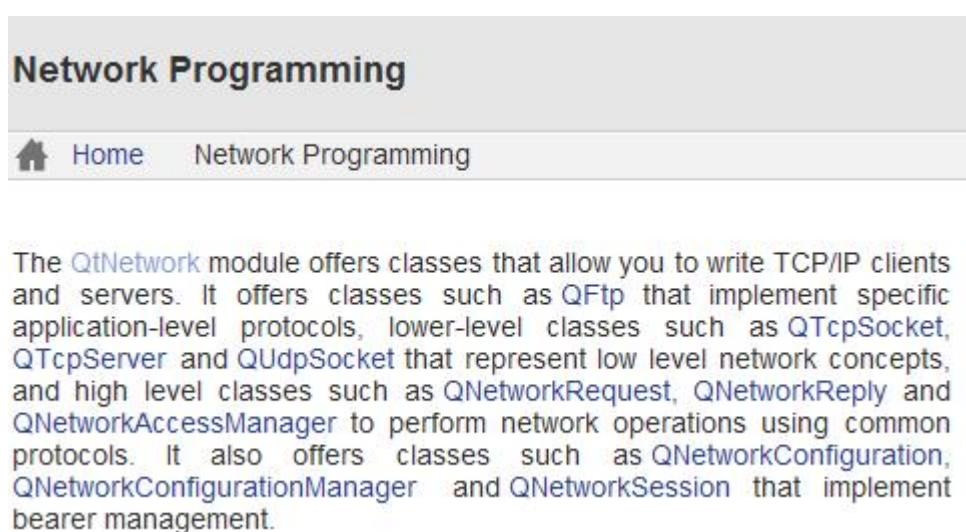 Network Programming
Home Network Programming
The QtNetwork module offers classes that allow you to write TCP/IP clients
and servers. It offers classes such as QFtp that implement specific
application-level protocols, lower-level classes such as QTcpSocket,
QTcpServer and QUdpSocket that represent low level network concepts,
and high level classes such as QNetworkRequest, QNetworkReply and
QNetworkAccessManager to perform network operations using common
protocols. It also offers classes such as QNetworkConfiguration,
QNetworkConfigurationManager and QNetworkSession that implement
bearer management.